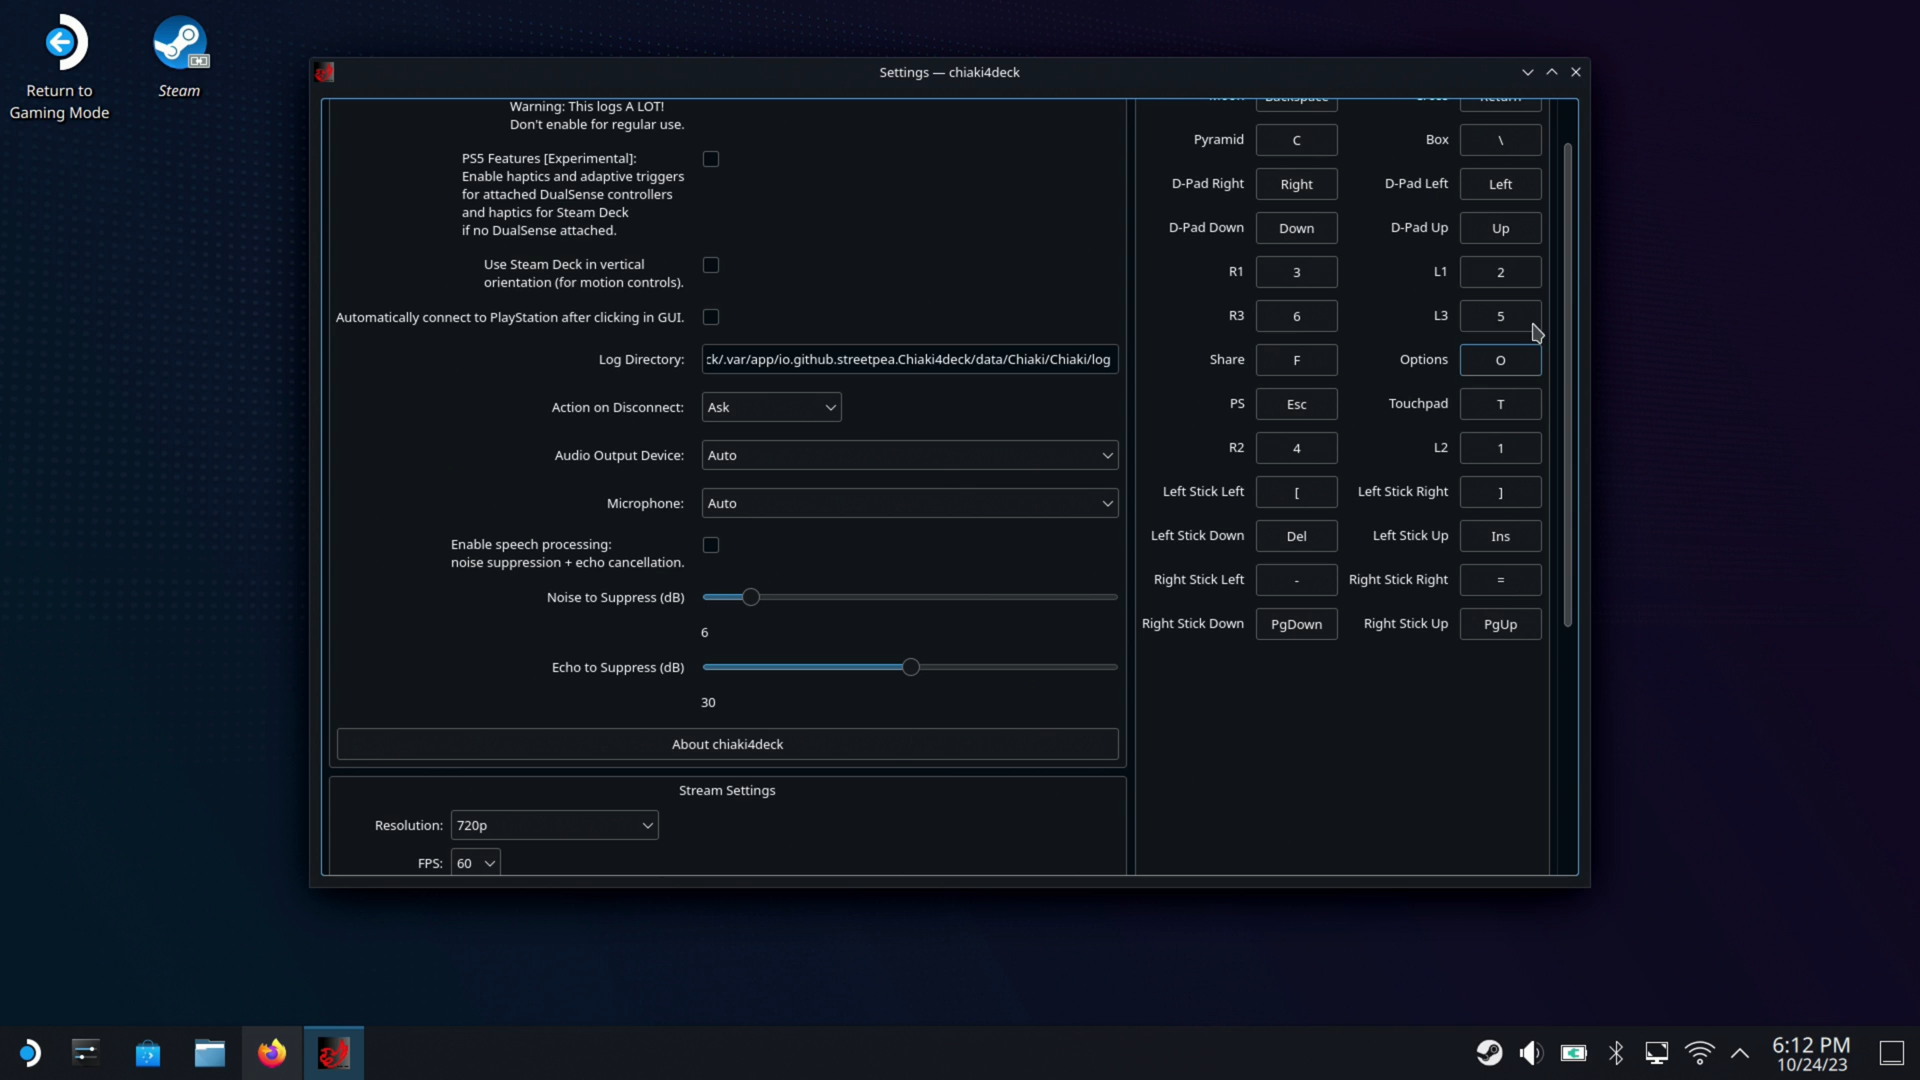 Return to
Gaming Mode
Steam
Settings — chiaki4deck
Warning: This logs A LOT!
Don't enable for regular use.
PS5 Features [Experimental]:
Enable haptics and adaptive triggers
for attached DualSense controllers
and haptics for Steam Deck
if no DualSense attached.
Use Steam Deck in vertical
orientation (for motion controls).
Automatically connect to PlayStation after clicking in GUI.
Log Directory: ck/.var/app/io.github.streetpea.Chiaki4deck/data/Chiaki/Chiaki/log
Action on Disconnect: Ask
Audio Output Device: Auto
Microphone: Auto
Enable speech processing:
noise suppression + echo cancellation.
Noise to Suppress (dB)
6
Echo to Suppress (dB)
30
About chiaki4deck
Stream Settings
Resolution: 720p
FPS: 60
Moon Backspace Cross Return
Pyramid C Box \
D-Pad Right Right D-Pad Left Left
D-Pad Down Down D-Pad Up Up
R1 3 L1 2
R3 6 L3 5
Share F Options O
PS Esc Touchpad T
R2 4 L2 1
Left Stick Left [ Left Stick Right ]
Left Stick Down Del Left Stick Up Ins
Right Stick Left - Right Stick Right =
Right Stick Down PgDown Right Stick Up PgUp
6:12 PM
10/24/23